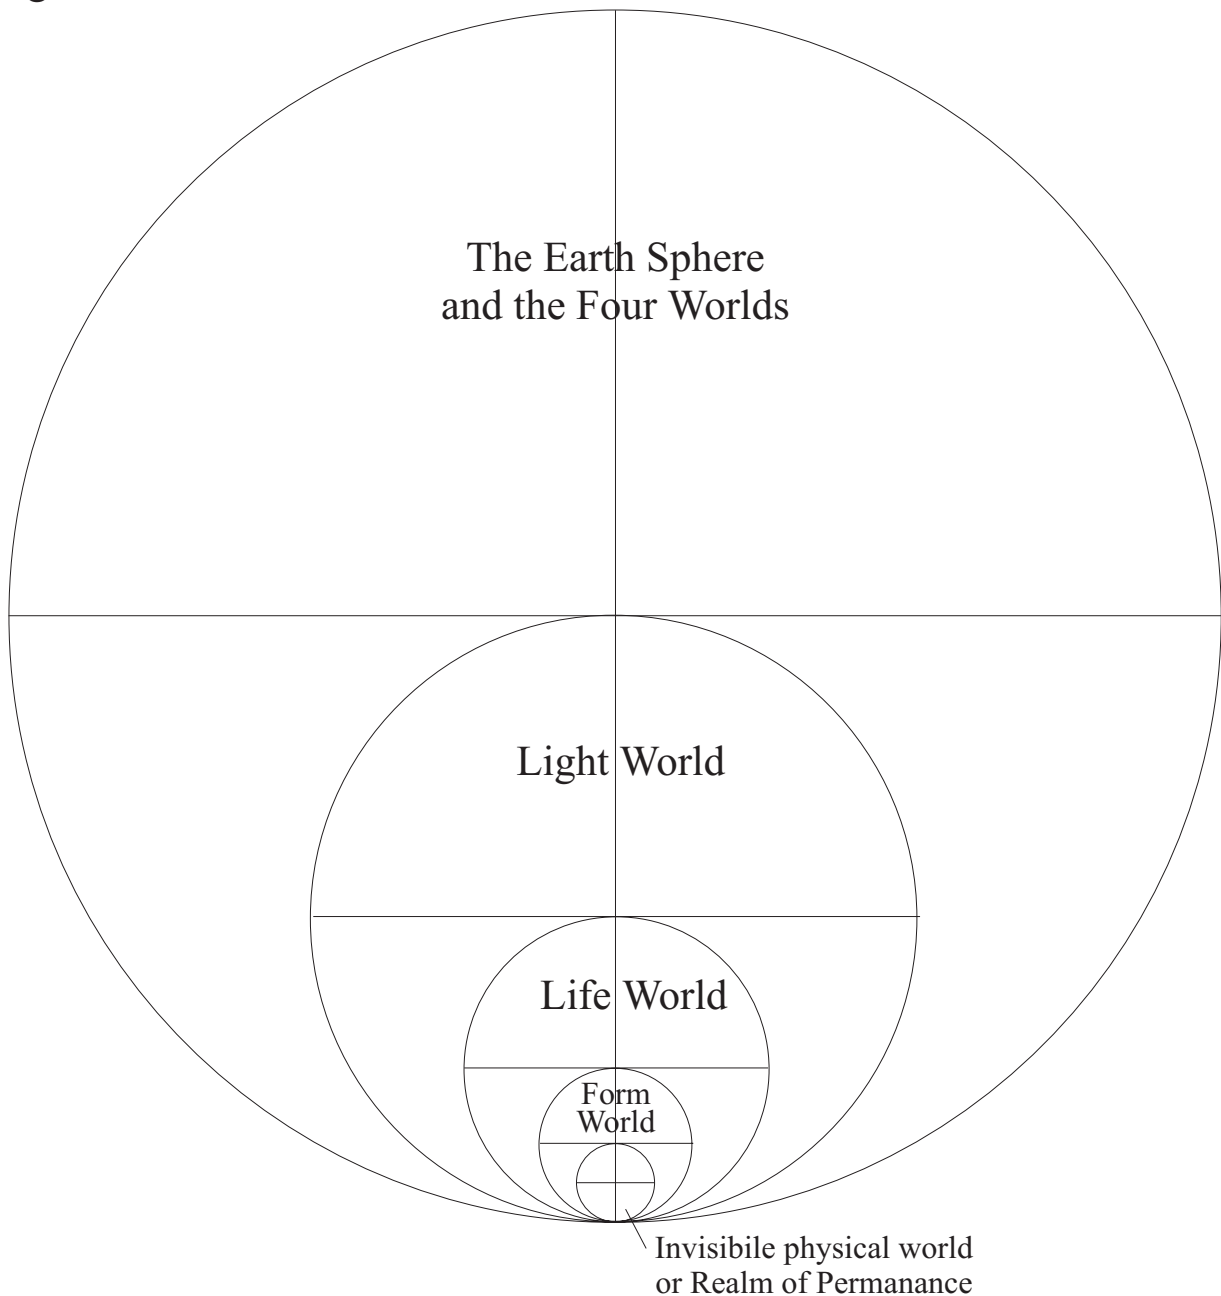 The Earth Sphere
and the Four Worlds
Light World
Life World
Form
World
Invisibile physical world
or Realm of Permanance